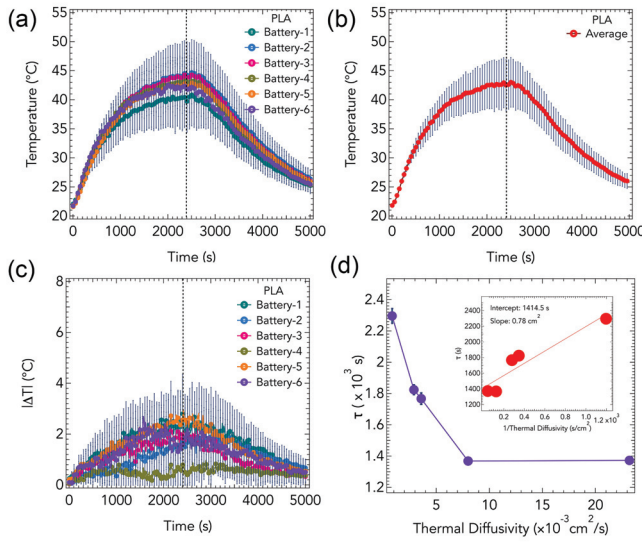 (a)
PLA
Battery-1
Battery-2
Battery-3
Battery-4
Battery-5
Battery-6
Temperature (°C)
55
50
45
40
35
30
25
20
0
1000
2000
3000
4000
5000
Time (s)
(b)
PLA
Average
Temperature (°C)
55
50
45
40
35
30
25
20
0
1000
2000
3000
4000
5000
Time (s)
(c)
PLA
Battery-1
Battery-2
Battery-3
Battery-4
Battery-5
Battery-6
|ΔT| (°C)
8
6
4
2
0
0
1000
2000
3000
4000
5000
Time (s)
(d)
τ ( x 10³ s)
2.4
2.2
2.0
1.8
1.6
1.4
5
10
15
20
Thermal Diffusivity (×10⁻³ cm²/s)
Intercept: 1414.5 s
Slope: 0.78 cm²
τ (s)
2400
2200
2000
1800
1600
1400
1200
0.2
0.4
0.6
0.8
1.0
1.2 x10³
1/Thermal Diffusivity (s/cm²)